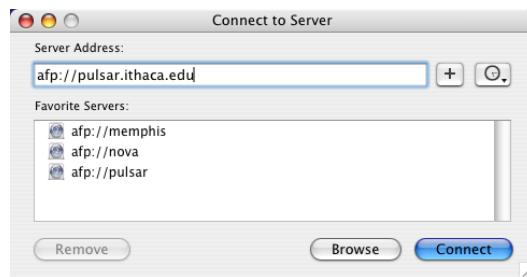 Connect to Server
Server Address:
afp://pulsar.ithaca.edu
+
Favorite Servers:
afp://memphis
afp://nova
afp://pulsar
Remove Browse Connect